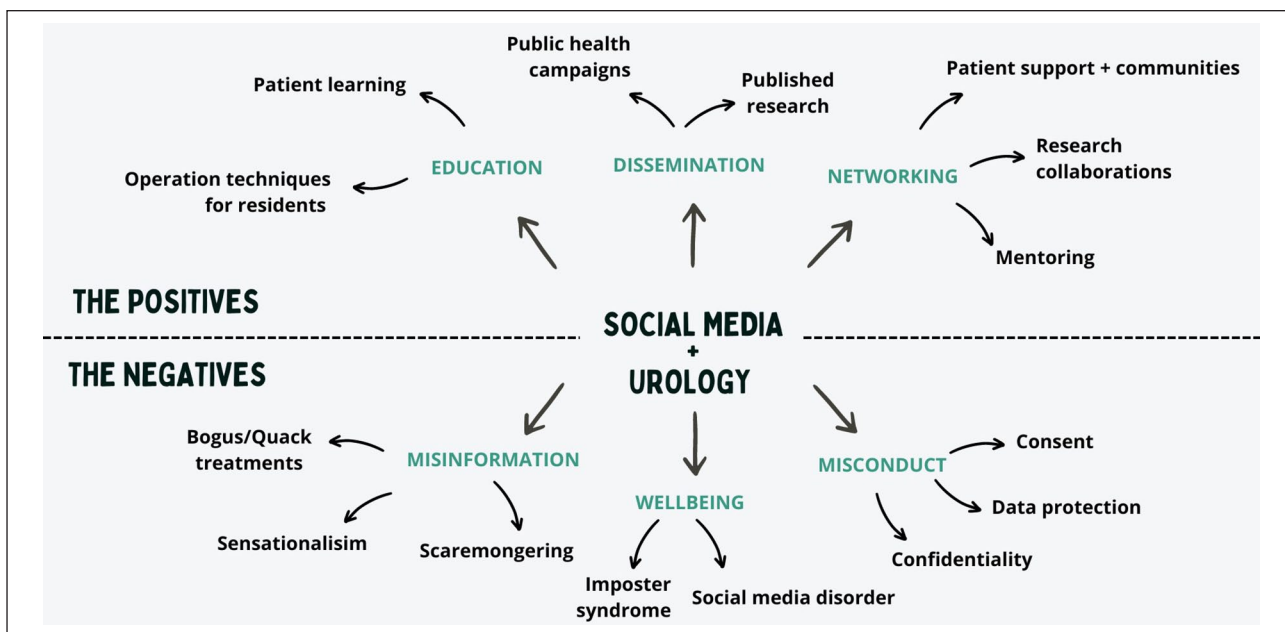 Public health
campaigns
Patient learning
Published
research
Patient support + communities
EDUCATION
DISSEMINATION
NETWORKING
Research
collaborations
Operation techniques
for residents
Mentoring
THE POSITIVES
SOCIAL MEDIA
+
UROLOGY
THE NEGATIVES
Bogus/Quack
treatments
MISINFORMATION
MISCONDUCT
Consent
WELLBEING
Data protection
Sensationalisim
Scaremongering
Confidentiality
Imposter
syndrome
Social media disorder